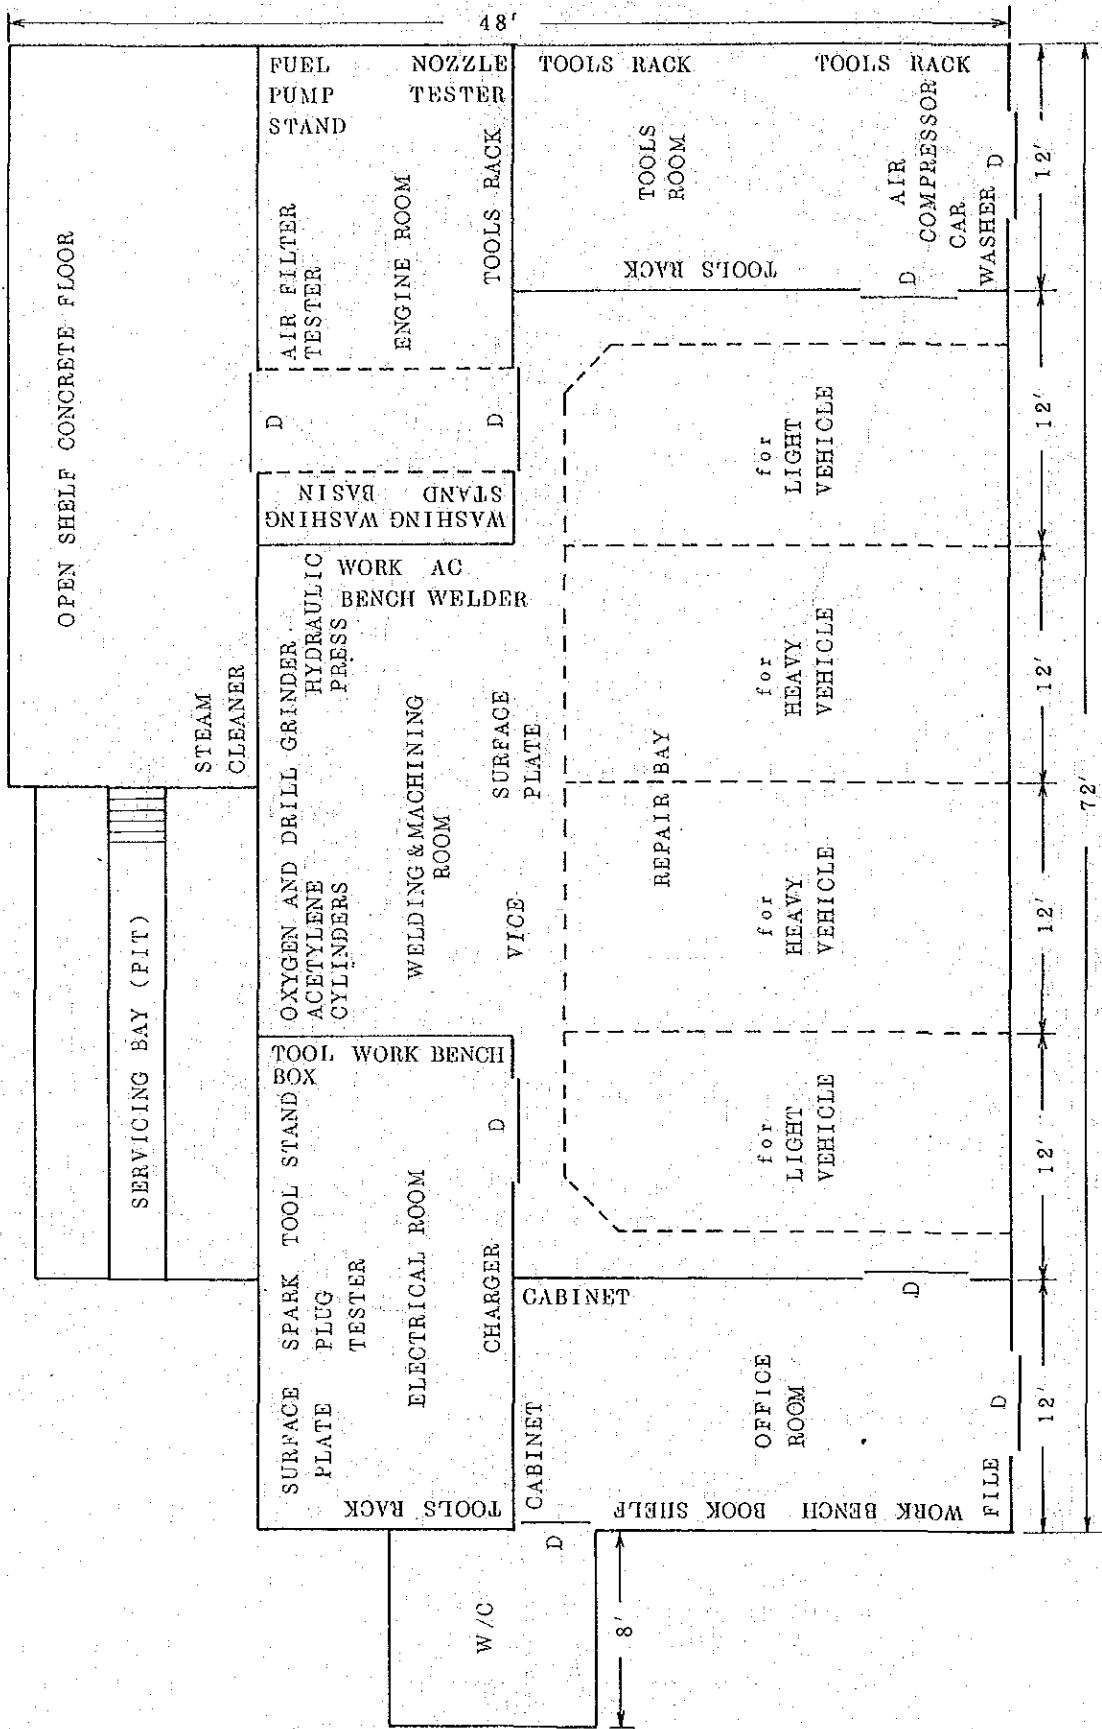 48'
OPEN SHELF CONCRETE FLOOR
STEAM
CLEANER
SERVICING BAY (PIT)
FUEL
PUMP
STAND
NOZZLE
TESTER
AIR FILTER
TESTER
ENGINE ROOM
TOOLS RACK
D
D
WASHING
BASIN
WASHING
STAND
TOOLS RACK
TOOLS RACK
TOOLS
ROOM
TOOLS RACK
AIR
COMPRESSOR
CAR
WASHER
D
D
OXYGEN AND
ACETYLENE
CYLINDERS
DRILL GRINDER
HYDRAULIC
PRESS
WORK
BENCH
AC
WELDER
WELDING & MACHINING
ROOM
SURFACE
PLATE
VICE
TOOL
BOX
WORK BENCH
TOOL STAND
SPARK
PLUG
TESTER
SURFACE
PLATE
ELECTRICAL ROOM
CHARGER
D
TOOLS RACK
REPAIR BAY
for
LIGHT
VEHICLE
for
HEAVY
VEHICLE
for
HEAVY
VEHICLE
for
LIGHT
VEHICLE
CABINET
CABINET
OFFICE
ROOM
D
D
D
WORK BENCH
BOOK SHELF
FILE
W/C
8'
12'
12'
12'
12'
12'
12'
72'